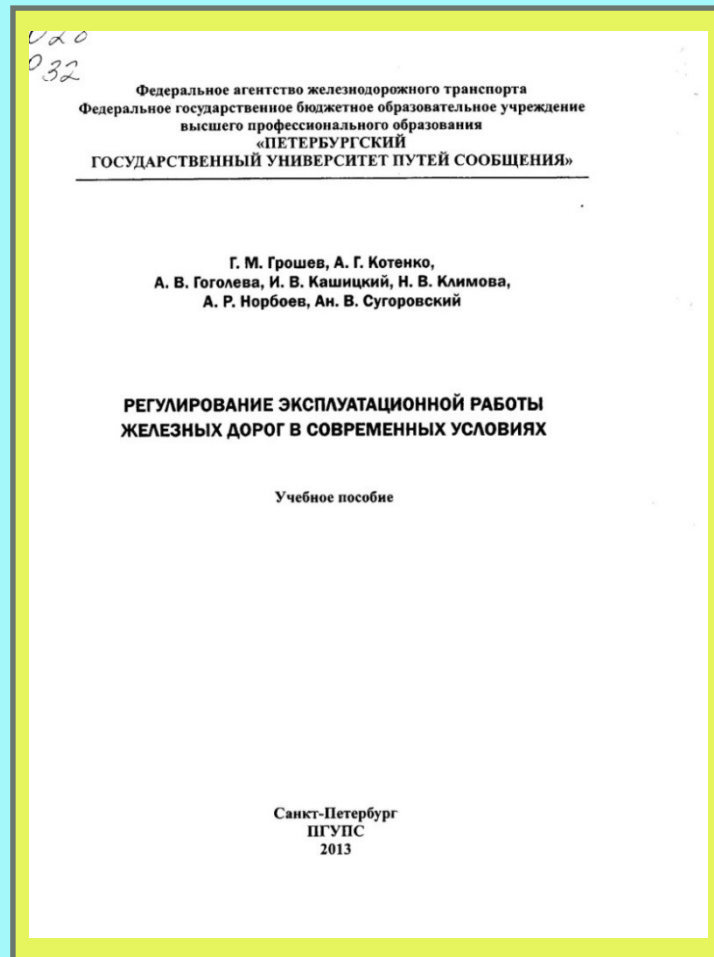 032
Федеральное агентство железнодорожного транспорта
Федеральное государственное бюджетное образовательное учреждение
высшего профессионального образования
«ПЕТЕРБУРГСКИЙ
ГОСУДАРСТВЕННЫЙ УНИВЕРСИТЕТ ПУТЕЙ СООБЩЕНИЯ»
Г. М. Грошев, А. Г. Котенко,
А. В. Гоголева, И. В. Кашицкий, Н. В. Климова,
А. Р. Норбоев, Ан. В. Сугоровский
РЕГУЛИРОВАНИЕ ЭКСПЛУАТАЦИОННОЙ РАБОТЫ
ЖЕЛЕЗНЫХ ДОРОГ В СОВРЕМЕННЫХ УСЛОВИЯХ
Учебное пособие
Санкт-Петербург
ПГУПС
2013